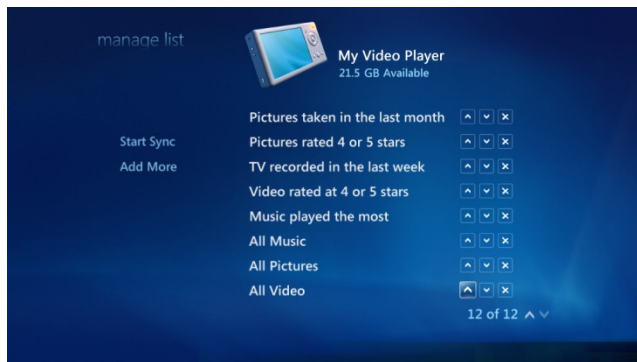 manage list
My Video Player
21.5 GB Available
Start Sync
Add More
Pictures taken in the last month
Pictures rated 4 or 5 stars
TV recorded in the last week
Video rated at 4 or 5 stars
Music played the most
All Music
All Pictures
All Video
12 of 12